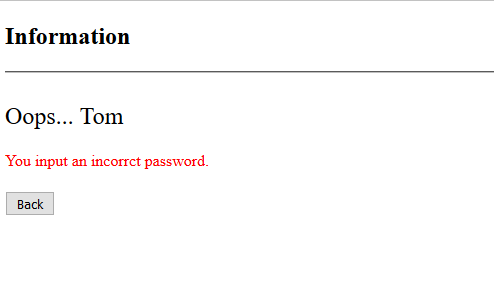 Information
Oops... Tom
You input an incorrct password.
Back